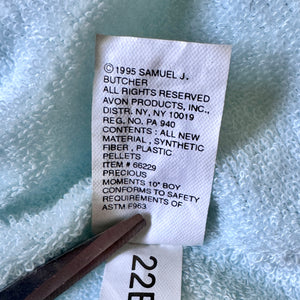 ©1995 SAMUEL J.
BUTCHER
ALL RIGHTS RESERVED
AVON PRODUCTS, INC.,
DISTR. NY, NY 10019
REG. NO. PA 940
CONTENTS : ALL NEW
MATERIAL, SYNTHETIC
FIBER , PLASTIC
PELLETS
ITEM # 66229
PRECIOUS
MOMENTS 10" BOY
CONFORMS TO SAFETY
REQUIREMENTS OF
ASTM F963.